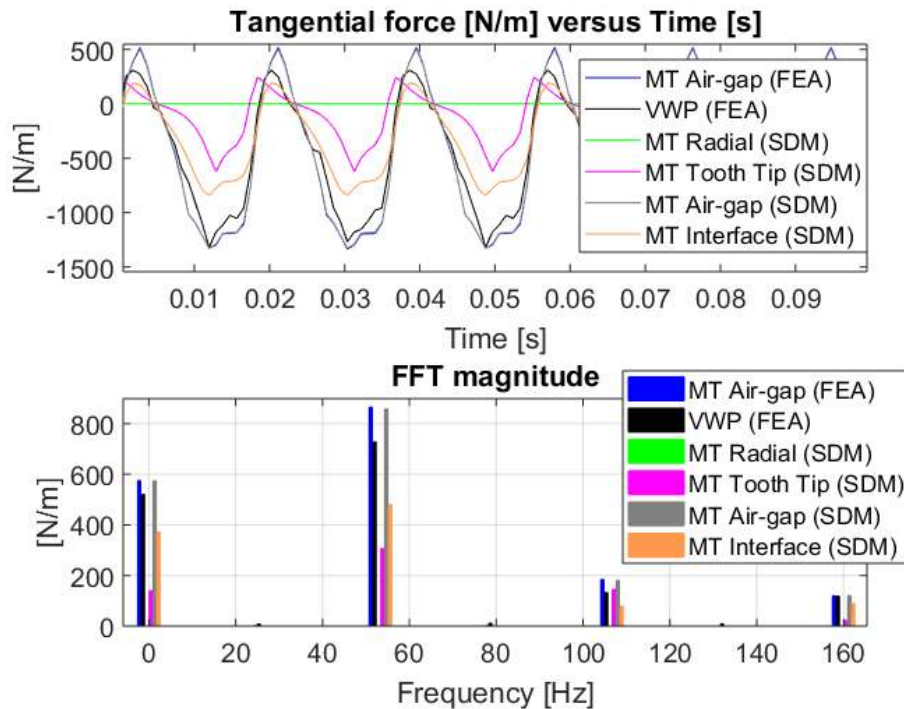 Tangential force [N/m] versus Time [s]
500
0
-500
-1000
-1500
[N/m]
MT Air-gap (FEA)
VWP (FEA)
MT Radial (SDM)
MT Tooth Tip (SDM)
MT Air-gap (SDM)
MT Interface (SDM)
0.01 0.02 0.03 0.04 0.05 0.06 0.07 0.08 0.09
Time [s]
FFT magnitude
800
600
400
200
0
[N/m]
MT Air-gap (FEA)
VWP (FEA)
MT Radial (SDM)
MT Tooth Tip (SDM)
MT Air-gap (SDM)
MT Interface (SDM)
0 20 40 60 80 100 120 140 160
Frequency [Hz]